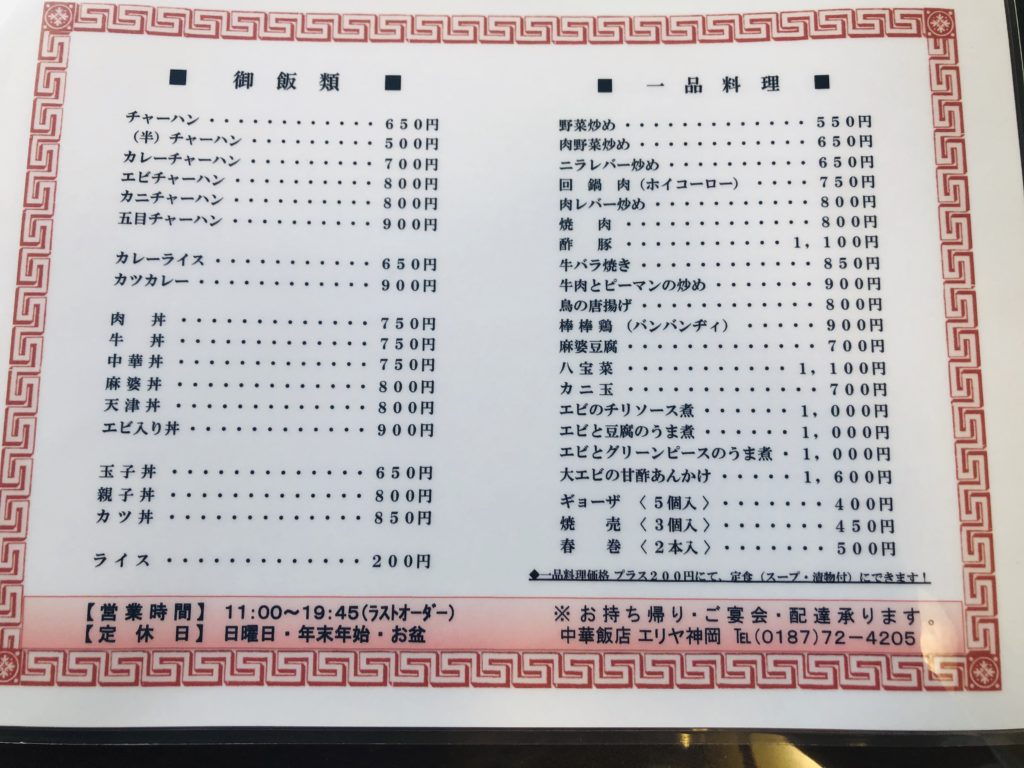 ■ 御飯類 ■
チャーハン・・・・・・・・・・・・650円
(半)チャーハン・・・・・・・・・500円
カレーチャーハン・・・・・・・・・700円
エビチャーハン・・・・・・・・・・800円
カニチャーハン・・・・・・・・・・800円
五目チャーハン・・・・・・・・・・900円
カレーライス・・・・・・・・・・・650円
カツカレー・・・・・・・・・・・・900円
肉 丼・・・・・・・・・・・・・750円
牛 丼・・・・・・・・・・・・・750円
中華丼・・・・・・・・・・・・・750円
麻婆丼・・・・・・・・・・・・・800円
天津丼・・・・・・・・・・・・・800円
エビ入り丼・・・・・・・・・・・・900円
玉子丼・・・・・・・・・・・・・650円
親子丼・・・・・・・・・・・・・800円
カツ丼・・・・・・・・・・・・・850円
ライス・・・・・・・・・・・・・200円
■ 一品料理 ■
野菜炒め・・・・・・・・・・・・・550円
肉野菜炒め・・・・・・・・・・・・650円
ニラレバー炒め・・・・・・・・・・650円
回鍋肉(ホイコーロー)・・・・750円
肉レバー炒め・・・・・・・・・・・800円
焼 肉・・・・・・・・・・・・・800円
酢 豚・・・・・・・・・・・・1,100円
牛バラ焼き・・・・・・・・・・・・850円
牛肉とピーマンの炒め・・・・・・・900円
鳥の唐揚げ・・・・・・・・・・・・800円
棒棒鶏(バンバンヂィ)・・・・・900円
麻婆豆腐・・・・・・・・・・・・・700円
八宝菜・・・・・・・・・・・・1,100円
カニ玉・・・・・・・・・・・・・700円
エビのチリソース煮・・・・・・1,000円
エビと豆腐のうま煮・・・・・・1,000円
エビとグリーンピースのうま煮・1,000円
大エビの甘酢あんかけ・・・・・1,600円
ギョーザ〈5個入〉・・・・・・・400円
焼 売〈3個入〉・・・・・・・450円
春 巻〈2本入〉・・・・・・・500円
◆一品料理価格 プラス200円にて、定食(スープ・漬物付)にできます!
【営業時間】 11:00~19:45(ラストオーダー)
【定休日】 日曜日・年末年始・お盆
※お持ち帰り・ご宴会・配達承ります。
中華飯店 エリヤ神岡 ℡(0187)72-4205